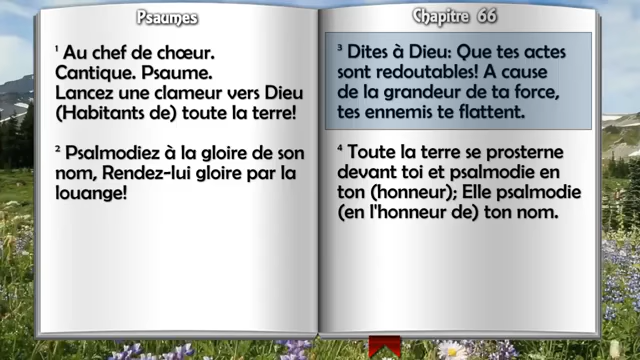 Psaumes
¹ Au chef de chœur.
Cantique. Psaume.
Lancez une clameur vers Dieu
(Habitants de) toute la terre!
² Psalmodiez à la gloire de son
nom, Rendez-lui gloire par la
louange!
Chapitre 66
³ Dites à Dieu: Que tes actes
sont redoutables! A cause
de la grandeur de ta force,
tes ennemis te flattent.
⁴ Toute la terre se prosterne
devant toi et psalmodie en
ton (honneur); Elle psalmodie
(en l'honneur de) ton nom.